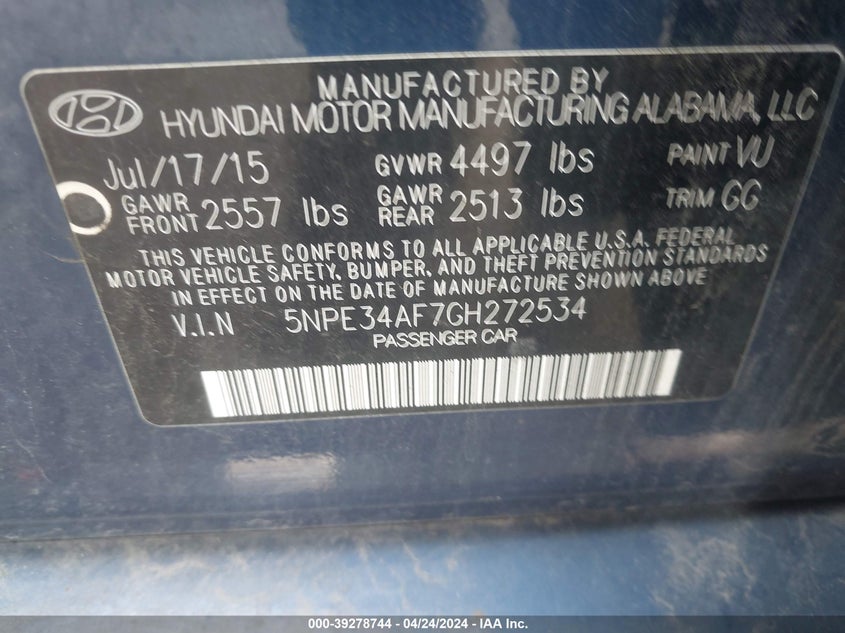 MANUFACTURED BY
HYUNDAI MOTOR MANUFACTURING ALABAMA, LLC
Jul/17/15 GVWR 4497 lbs PAINT VU
GAWR FRONT 2557 lbs GAWR REAR 2513 lbs TRIM GG
THIS VEHICLE CONFORMS TO ALL APPLICABLE U.S.A. FEDERAL
MOTOR VEHICLE SAFETY, BUMPER, AND THEFT PREVENTION STANDARDS
IN EFFECT ON THE DATE OF MANUFACTURE SHOWN ABOVE
V.I.N 5NPE34AF7GH272534
PASSENGER CAR
000-39278744 - 04/24/2024 - IAA Inc.